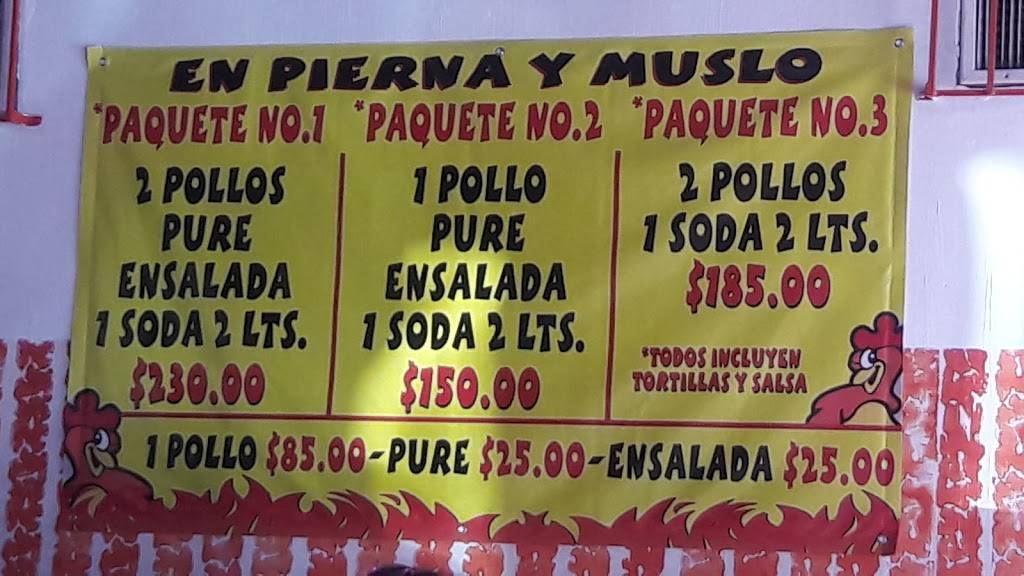 EN PIERNA Y MUSLO
*PAQUETE NO.1
2 POLLOS
PURE
ENSALADA
1 SODA 2 LTS.
$230.00
*PAQUETE NO.2
1 POLLO
PURE
ENSALADA
1 SODA 2 LTS.
$150.00
*PAQUETE NO.3
2 POLLOS
1 SODA 2 LTS.
$185.00
*TODOS INCLUYEN
TORTILLAS Y SALSA
1 POLLO $85.00-PURE $25.00-ENSALADA $25.00